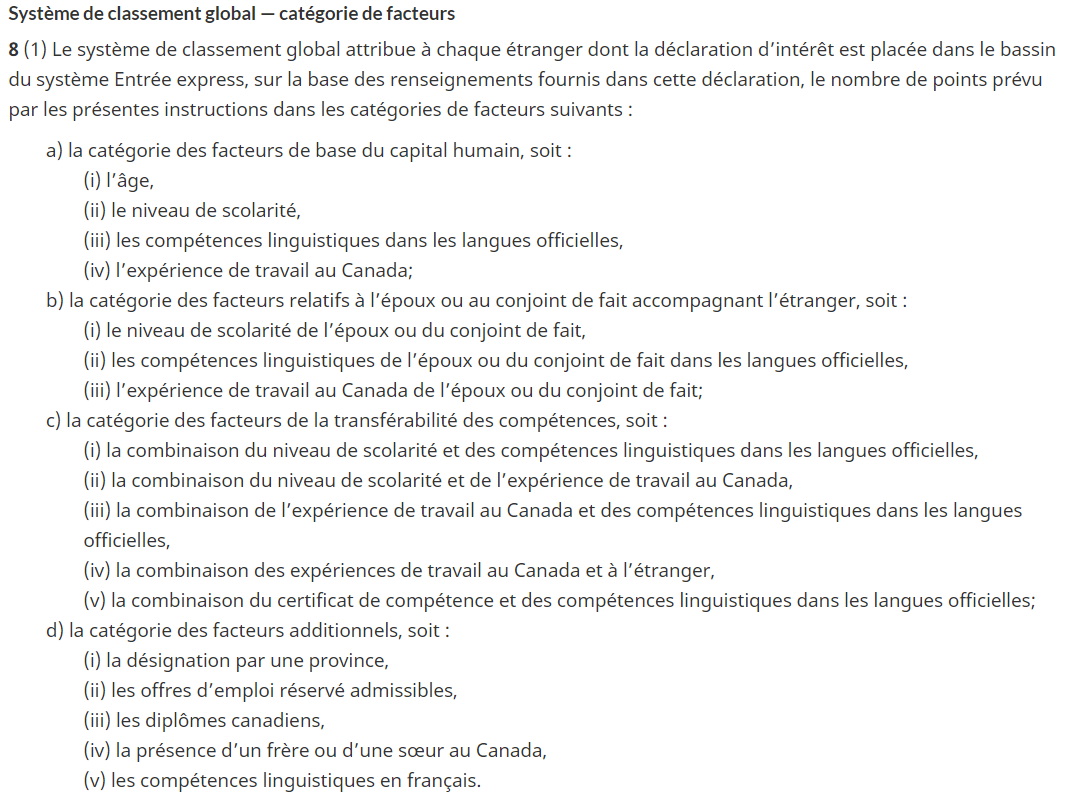 Système de classement global — catégorie de facteurs
8 (1) Le système de classement global attribue à chaque étranger dont la déclaration d’intérêt est placée dans le bassin
du système Entrée express, sur la base des renseignements fournis dans cette déclaration, le nombre de points prévu
par les présentes instructions dans les catégories de facteurs suivants :
a) la catégorie des facteurs de base du capital humain, soit :
(i) l’âge,
(ii) le niveau de scolarité,
(iii) les compétences linguistiques dans les langues officielles,
(iv) l’expérience de travail au Canada;
b) la catégorie des facteurs relatifs à l’époux ou au conjoint de fait accompagnant l’étranger, soit :
(i) le niveau de scolarité de l’époux ou du conjoint de fait,
(ii) les compétences linguistiques de l’époux ou du conjoint de fait dans les langues officielles,
(iii) l’expérience de travail au Canada de l’époux ou du conjoint de fait;
c) la catégorie des facteurs de la transférabilité des compétences, soit :
(i) la combinaison du niveau de scolarité et des compétences linguistiques dans les langues officielles,
(ii) la combinaison du niveau de scolarité et de l’expérience de travail au Canada,
(iii) la combinaison de l’expérience de travail au Canada et des compétences linguistiques dans les langues
officielles,
(iv) la combinaison des expériences de travail au Canada et à l’étranger,
(v) la combinaison du certificat de compétence et des compétences linguistiques dans les langues officielles;
d) la catégorie des facteurs additionnels, soit :
(i) la désignation par une province,
(ii) les offres d’emploi réservé admissibles,
(iii) les diplômes canadiens,
(iv) la présence d’un frère ou d’une sœur au Canada,
(v) les compétences linguistiques en français.